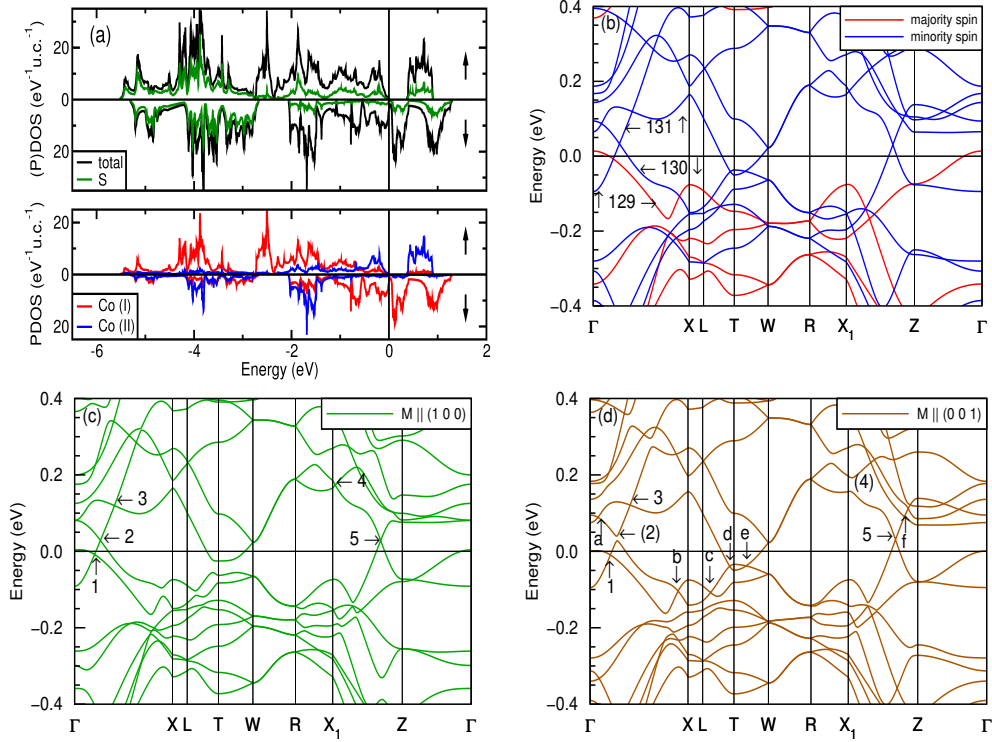 (a)
(P)DOS (eV⁻¹u.c.⁻¹)
20
0
20
total
S
PDOS (eV⁻¹u.c.⁻¹)
20
0
20
Co (I)
Co (II)
-6 -4 -2 0 2
Energy (eV)
(b)
majority spin
minority spin
Energy (eV)
0.4
0.2
0.0
−0.2
−0.4
← 131 ↑
← 130 ↓
↑ 129 →
Γ X L T W R X₁ Z Γ
(c)
M || (1 0 0)
Energy (eV)
0.4
0.2
0.0
−0.2
−0.4
← 3
← 2
1
← 4
5 →
Γ X L T W R X₁ Z Γ
(d)
M || (0 0 1)
Energy (eV)
0.4
0.2
0.0
−0.2
−0.4
← 3
← (2)
a
1
b
c
d
e
(4)
5 →
f
Γ X L T W R X₁ Z Γ